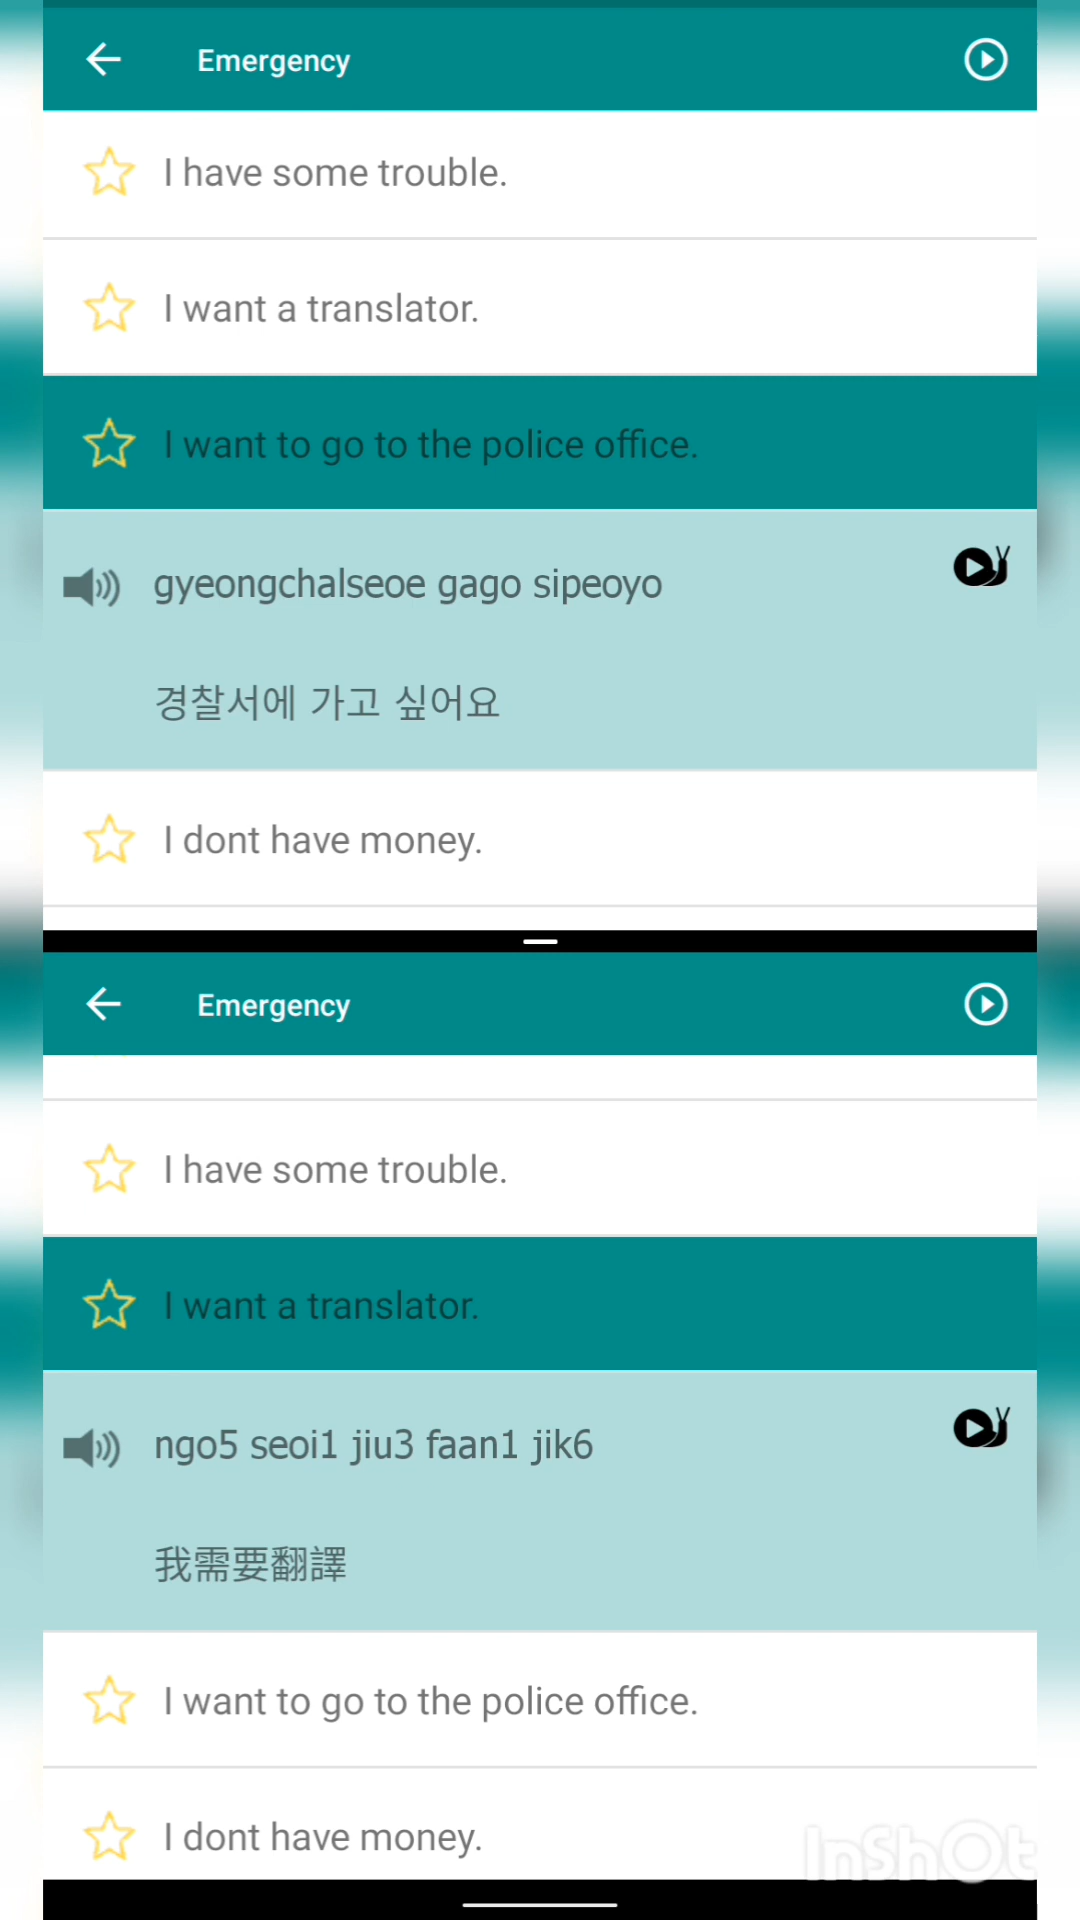 Emergency
I have some trouble.
I want a translator.
I want to go to the police office.
gyeongchalseoe gago sipeoyo
경찰서에 가고 싶어요
I dont have money.
Emergency
I have some trouble.
I want a translator.
ngo5 seoi1 jiu3 faan1 jik6
我需要翻譯
I want to go to the police office.
I dont have money.
InShOt